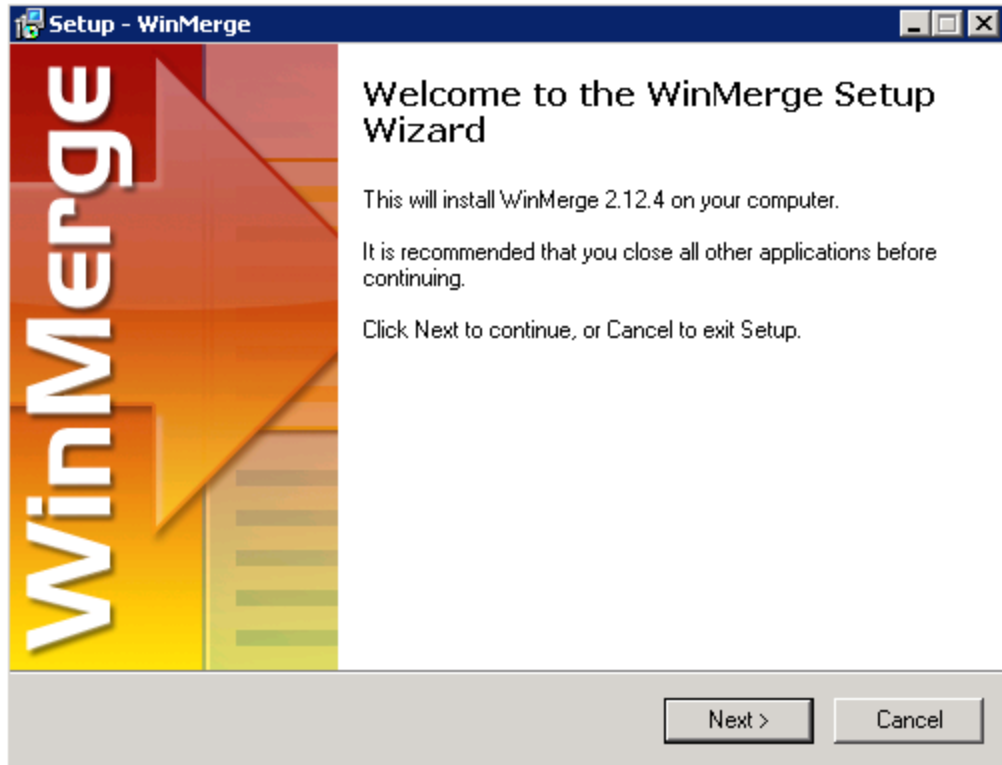 Setup - WinMerge
WinMerge
Welcome to the WinMerge Setup
Wizard
This will install WinMerge 2.12.4 on your computer.
It is recommended that you close all other applications before
continuing.
Click Next to continue, or Cancel to exit Setup.
Next >
Cancel